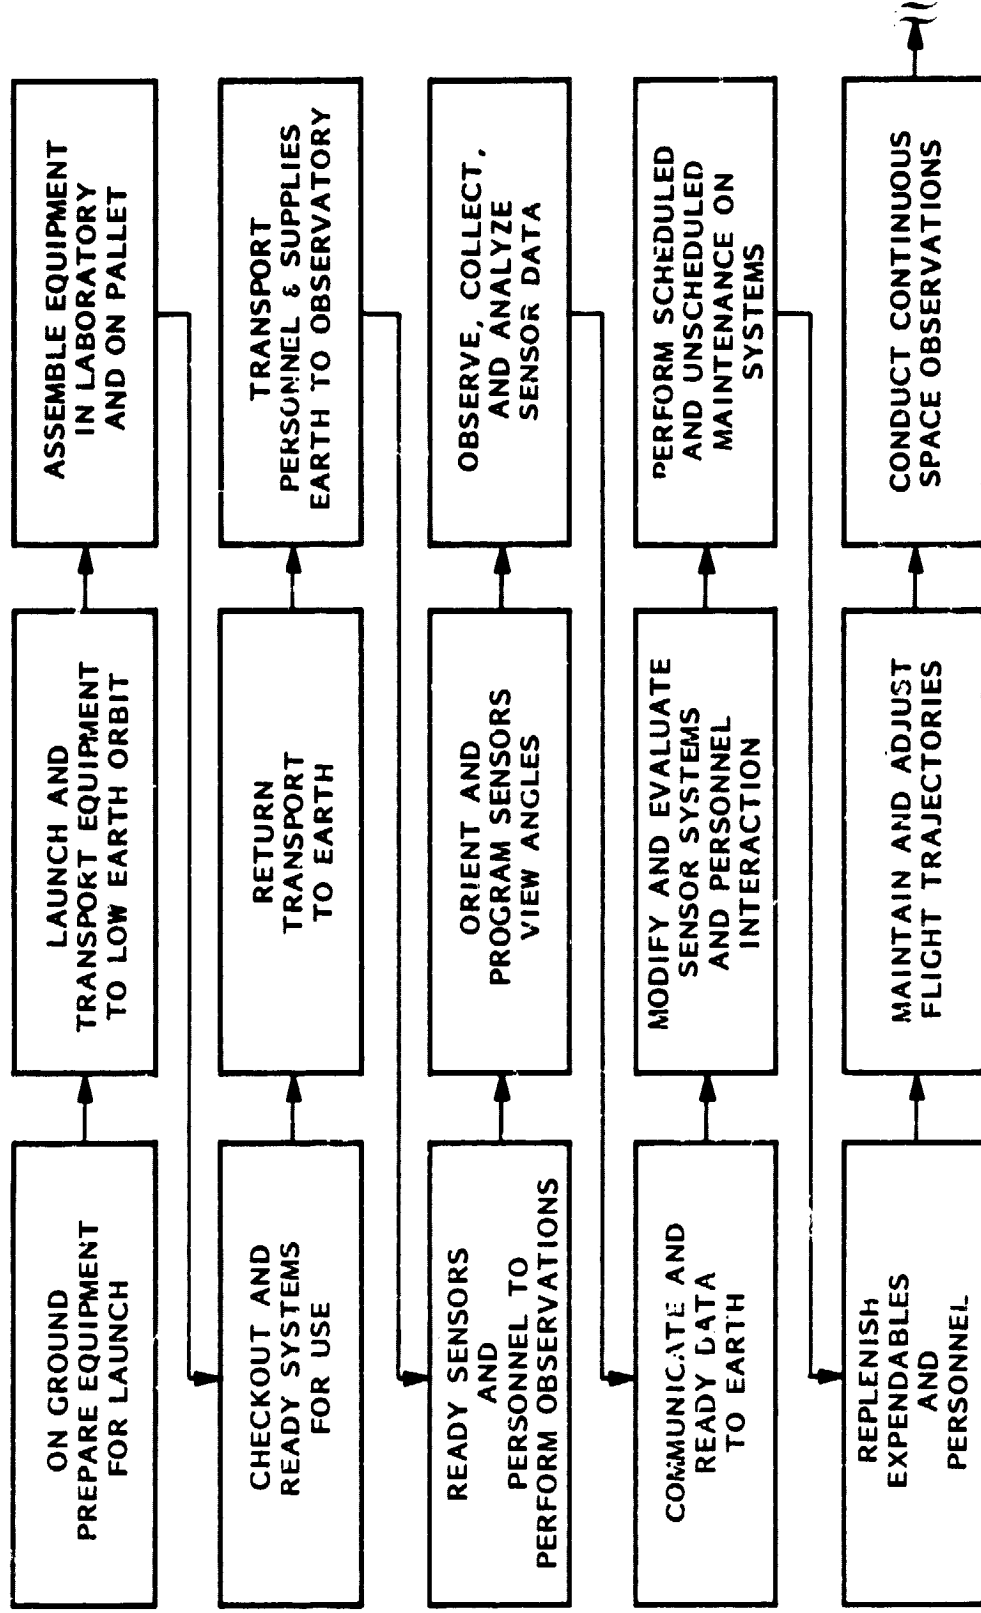 ON GROUND
PREPARE EQUIPMENT
FOR LAUNCH
LAUNCH AND
TRANSPORT EQUIPMENT
TO LOW EARTH ORBIT
ASSEMBLE EQUIPMENT
IN LABORATORY
AND ON PALLET
CHECKOUT AND
READY SYSTEMS
FOR USE
RETURN
TRANSPORT
TO EARTH
TRANSPORT
PERSONNEL & SUPPLIES
EARTH TO OBSERVATORY
READY SENSORS
AND
PERSONNEL TO
PERFORM OBSERVATIONS
ORIENT AND
PROGRAM SENSORS
VIEW ANGLES
OBSERVE, COLLECT,
AND ANALYZE
SENSOR DATA
COMMUNICATE AND
READY DATA
TO EARTH
MODIFY AND EVALUATE
SENSOR SYSTEMS
AND PERSONNEL
INTERACTION
PERFORM SCHEDULED
AND UNSCHEDULED
MAINTENANCE ON
SYSTEMS
REPLENISH
EXPENDABLES
AND
PERSONNEL
MAINTAIN AND ADJUST
FLIGHT TRAJECTORIES
CONDUCT CONTINUOUS
SPACE OBSERVATIONS